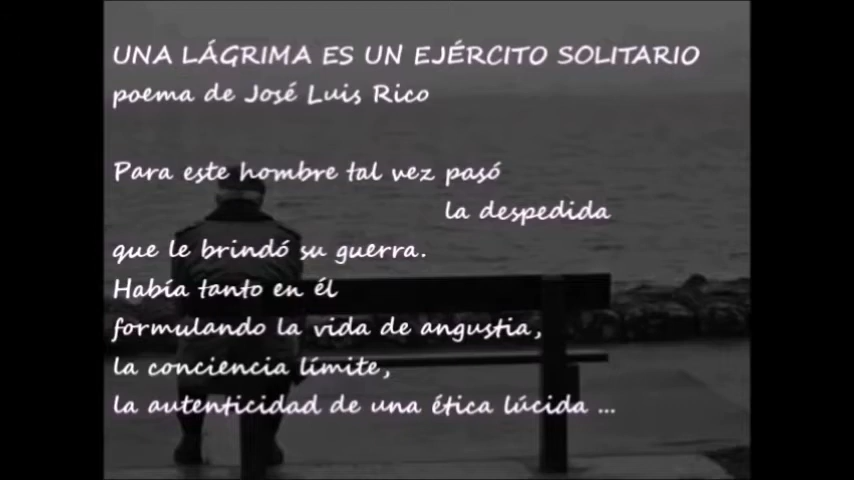 UNA LÁGRIMA ES UN EJÉRCITO SOLITARIO
poema de José Luis Rico
Para este hombre tal vez pasó
la despedida
que le brindó su guerra.
Había tanto en él
formulando la vida de angustia,
la conciencia límite,
la autenticidad de una ética lúcida ...